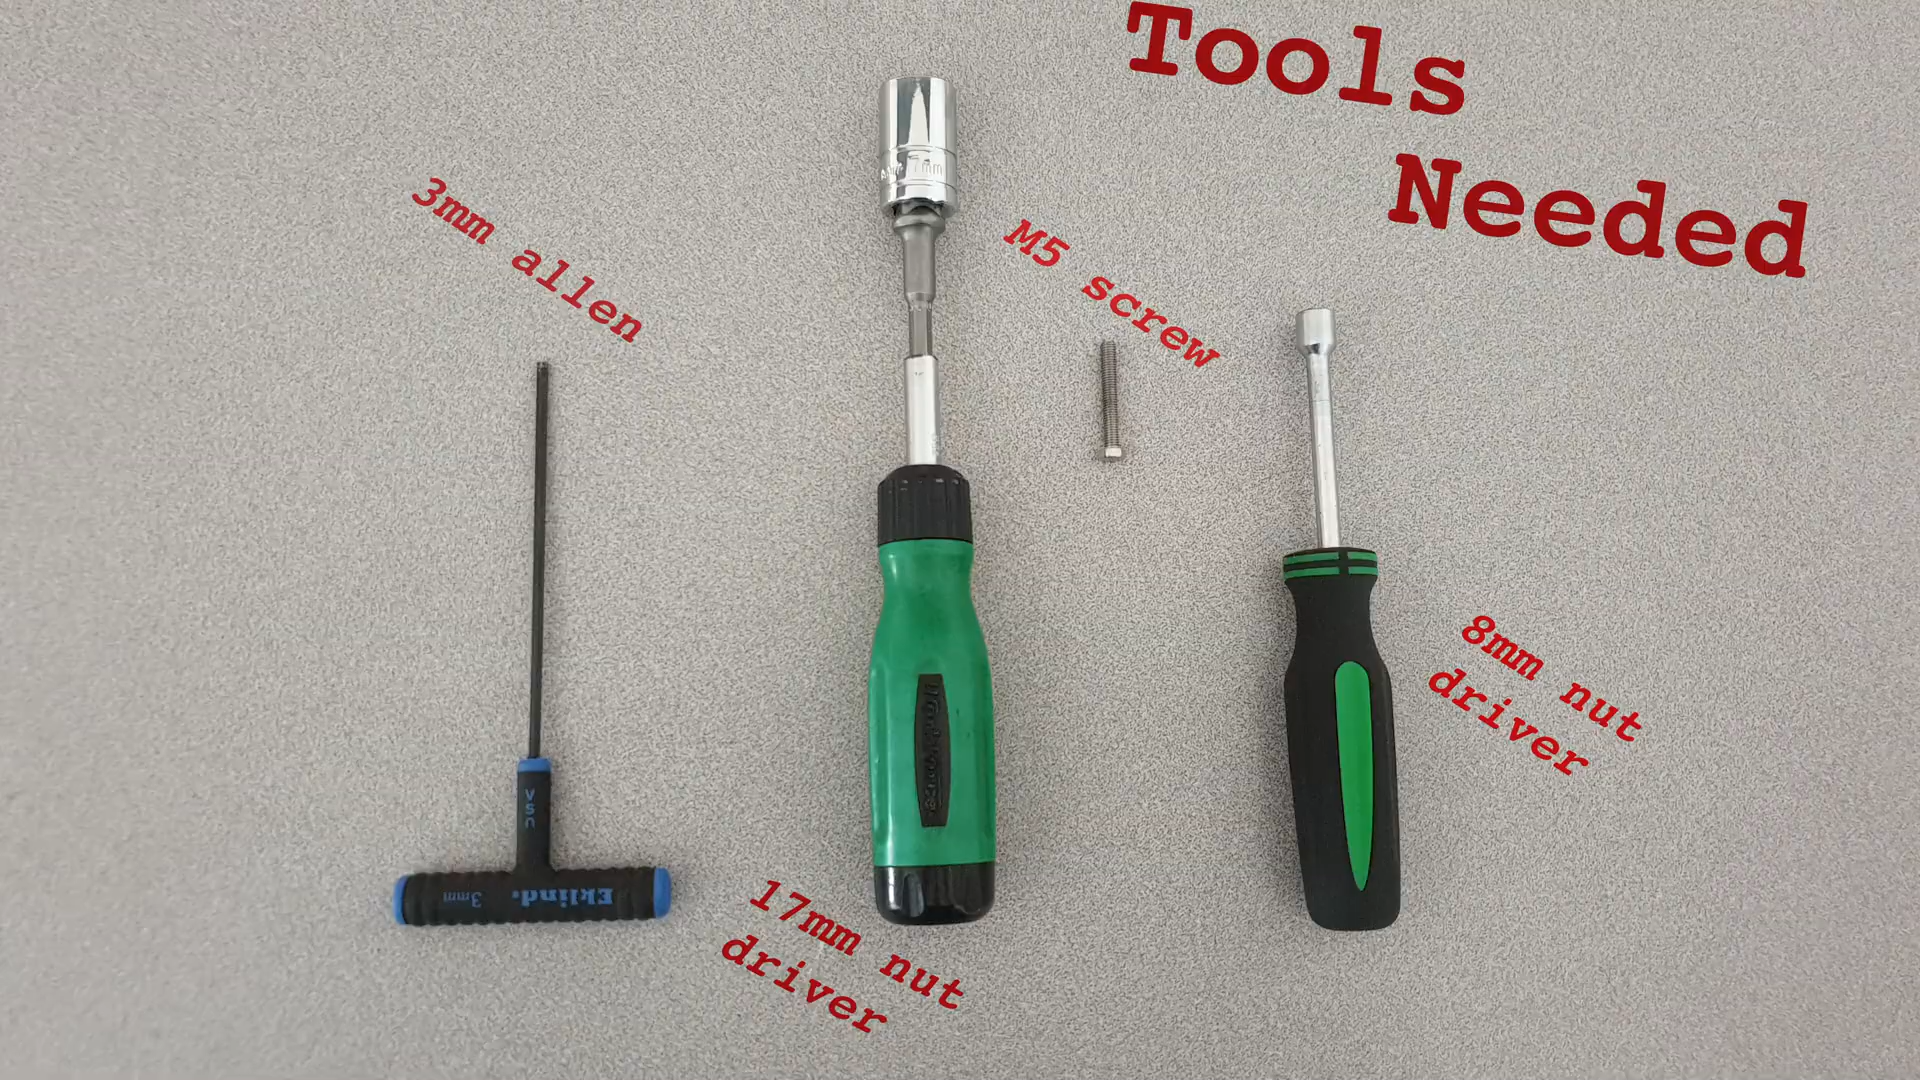 Tools
Needed
3mm allen
M5 screw
8mm nut
driver
17mm nut
driver
USA
Eklind.
3mm